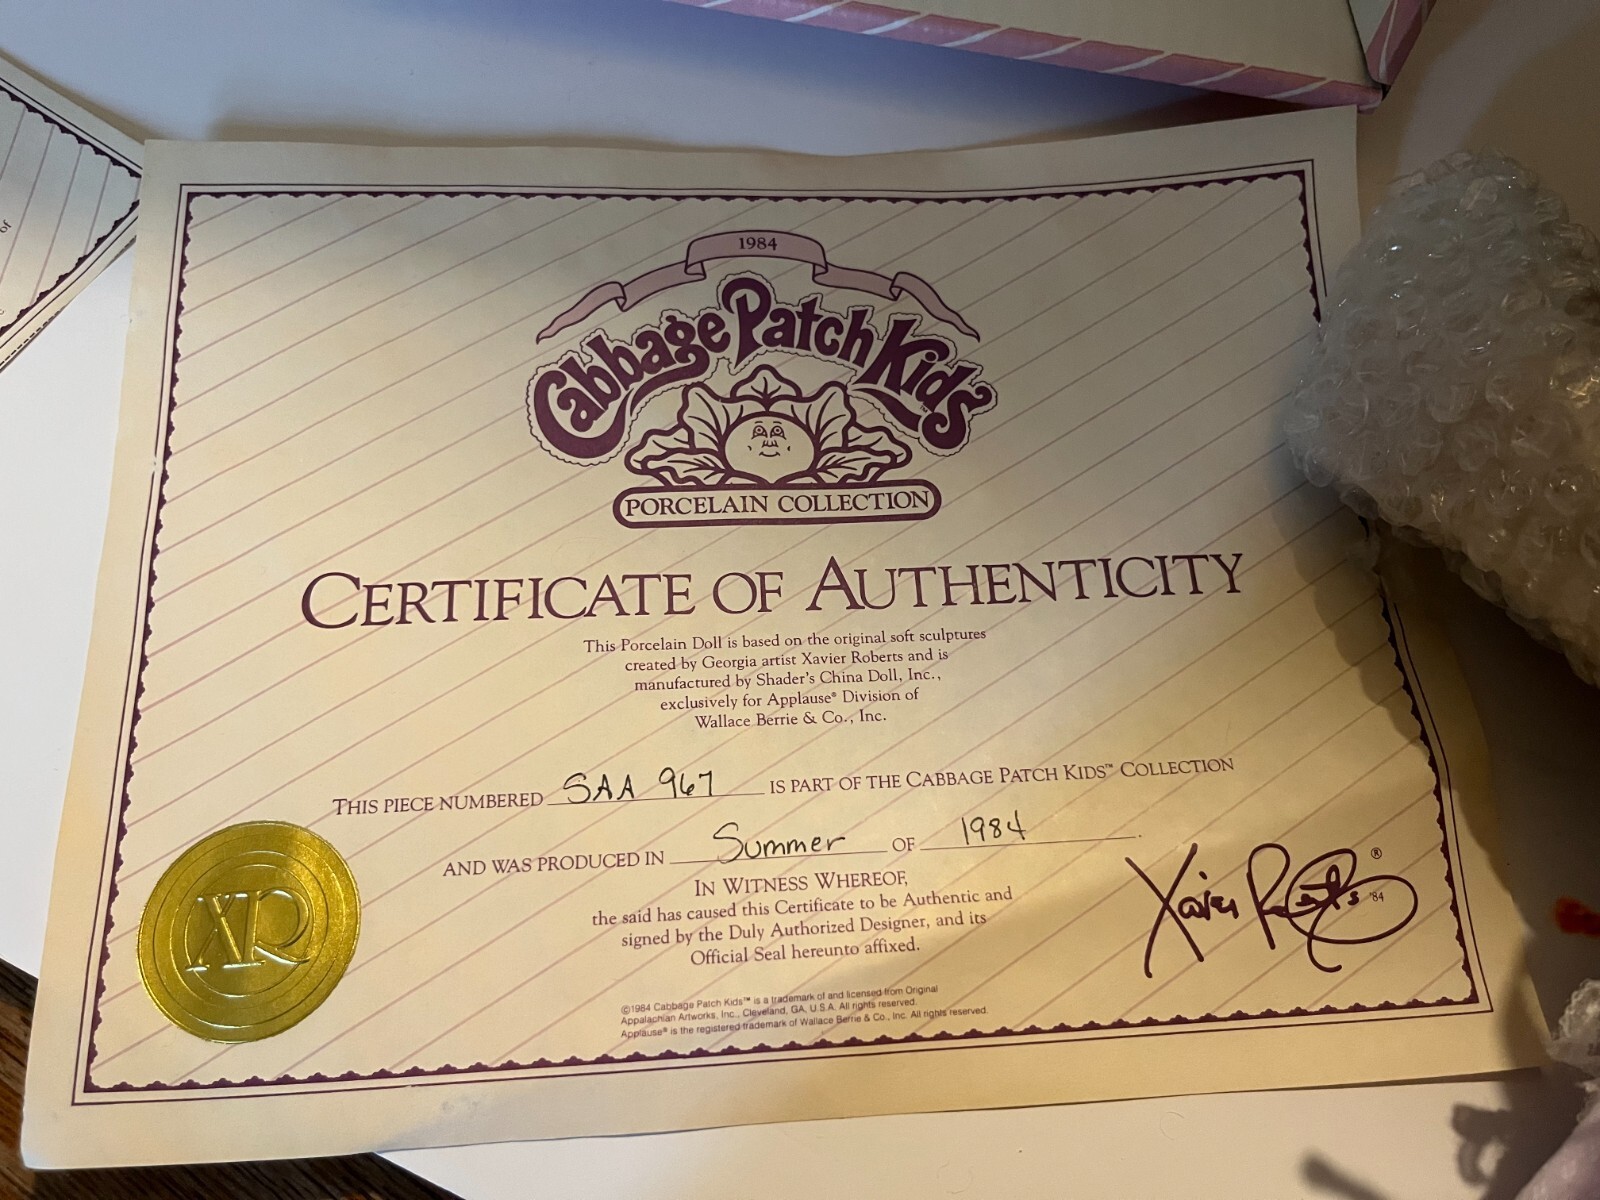 1984
Cabbage Patch Kids
PORCELAIN COLLECTION
CERTIFICATE OF AUTHENTICITY
This Porcelain Doll is based on the original soft sculptures
created by Georgia artist Xavier Roberts and is
manufactured by Shader's China Doll, Inc.,
exclusively for Applause® Division of
Wallace Berrie & Co., Inc.
THIS PIECE NUMBERED SAA 967 IS PART OF THE CABBAGE PATCH KIDS™ COLLECTION
AND WAS PRODUCED IN Summer OF 1984.
IN WITNESS WHEREOF,
the said has caused this Certificate to be Authentic and
signed by the Duly Authorized Designer, and its
Official Seal hereunto affixed.
Xavier Roberts ® '84
XR
©1984 Cabbage Patch Kids™ is a trademark of and licensed from Original
Appalachian Artworks, Inc., Cleveland, GA, U.S.A. All rights reserved.
Applause® is the registered trademark of Wallace Berrie & Co., Inc. All rights reserved.
of